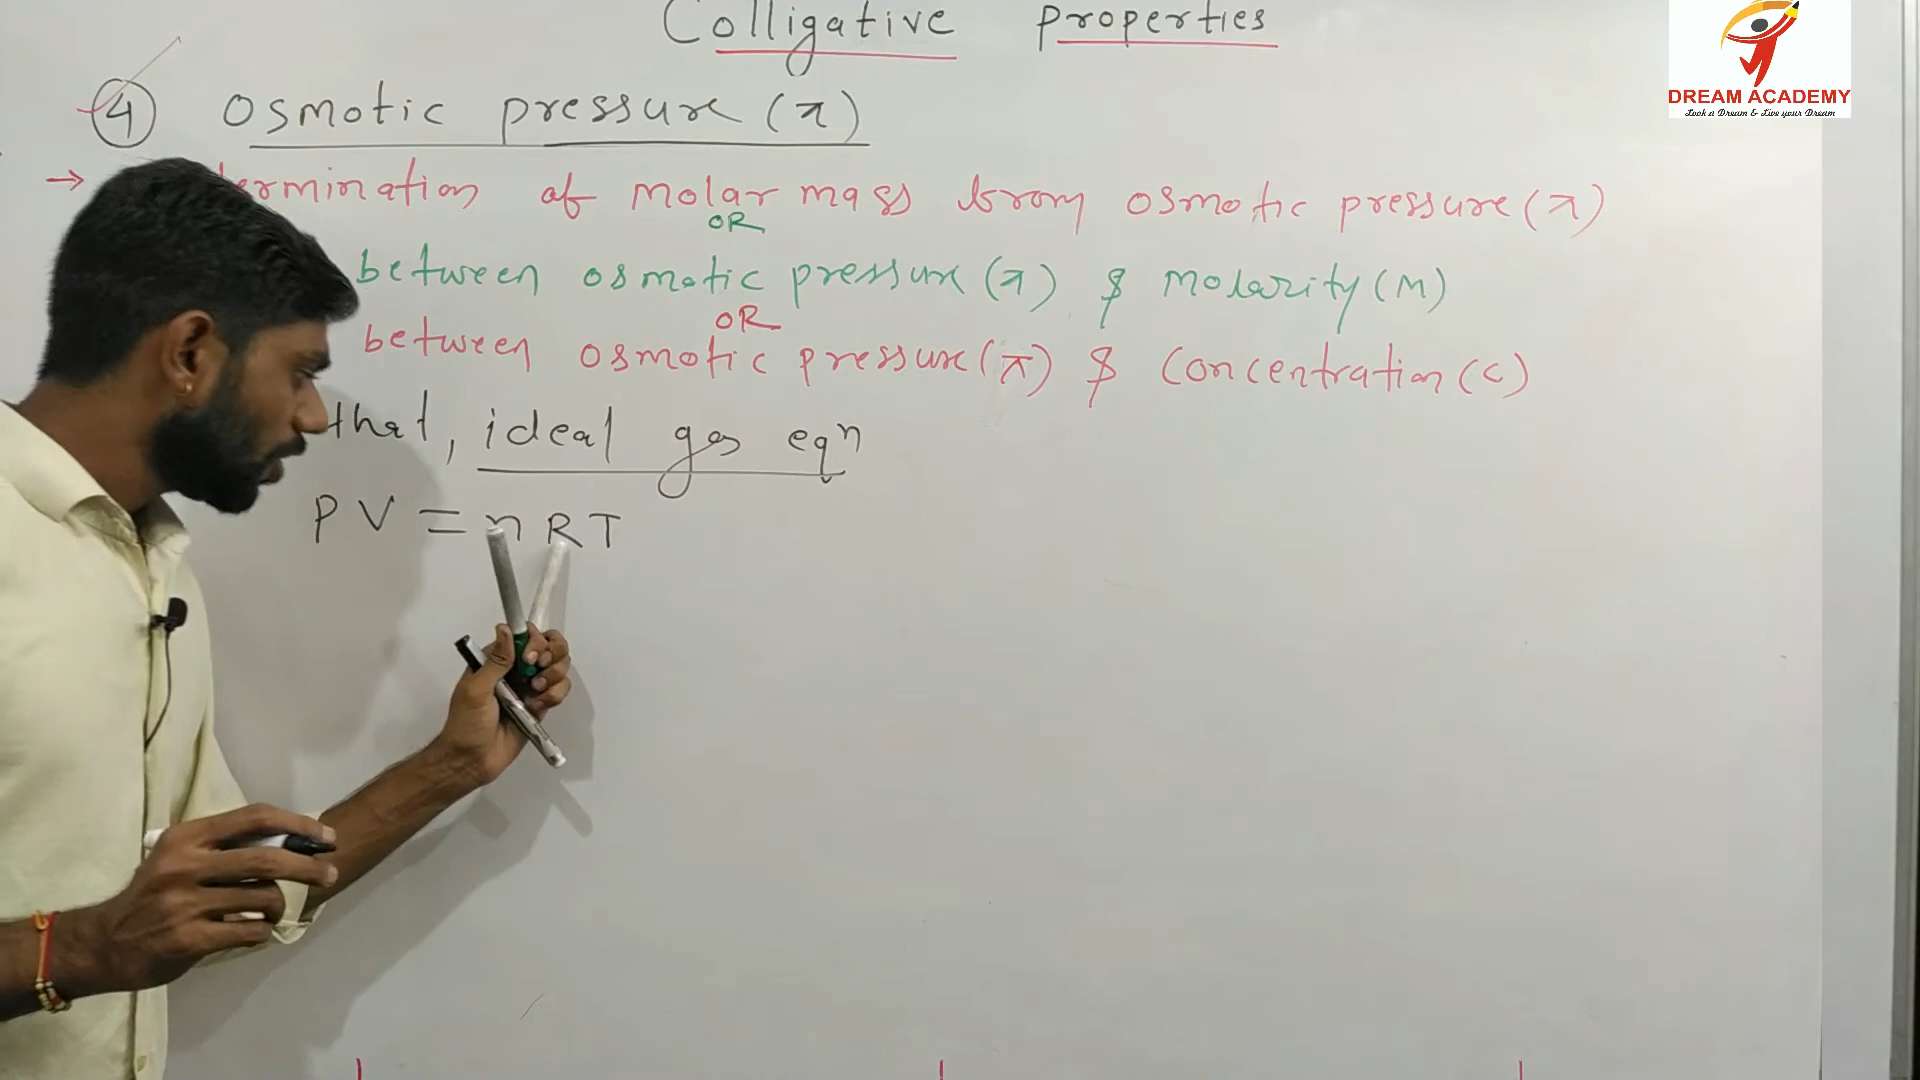 Colligative properties
DREAM ACADEMY
Look a Dream & Live your Dream
4 Osmotic pressure (π)
→ termination of Molar mass from osmotic pressure (π)
OR
between osmotic pressure (π) & Molarity (M)
OR
between osmotic pressure (π) & Concentration (C)
that, ideal gas eqn
PV = nRT